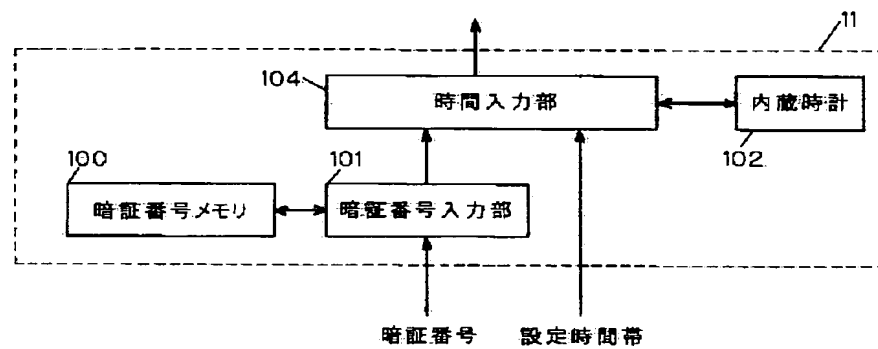 11
104
時間入力部
内蔵時計
102
100
101
暗証番号メモリ
暗証番号入力部
暗証番号
設定時間帯